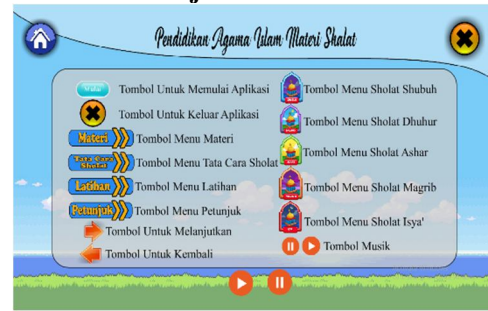 Pendidikan Agama Islam Materi Shalat
Mulai
Tombol Untuk Memulai Aplikasi
Tombol Untuk Keluar Aplikasi
Materi
Tombol Menu Materi
Tata Cara
Sholat
Tombol Menu Tata Cara Sholat
Latihan
Tombol Menu Latihan
Petunjuk
Tombol Menu Petunjuk
Tombol Untuk Melanjutkan
Tombol Untuk Kembali
Tombol Menu Sholat Shubuh
Tombol Menu Sholat Dhuhur
Tombol Menu Sholat Ashar
Tombol Menu Sholat Magrib
Tombol Menu Sholat Isya'
Tombol Musik